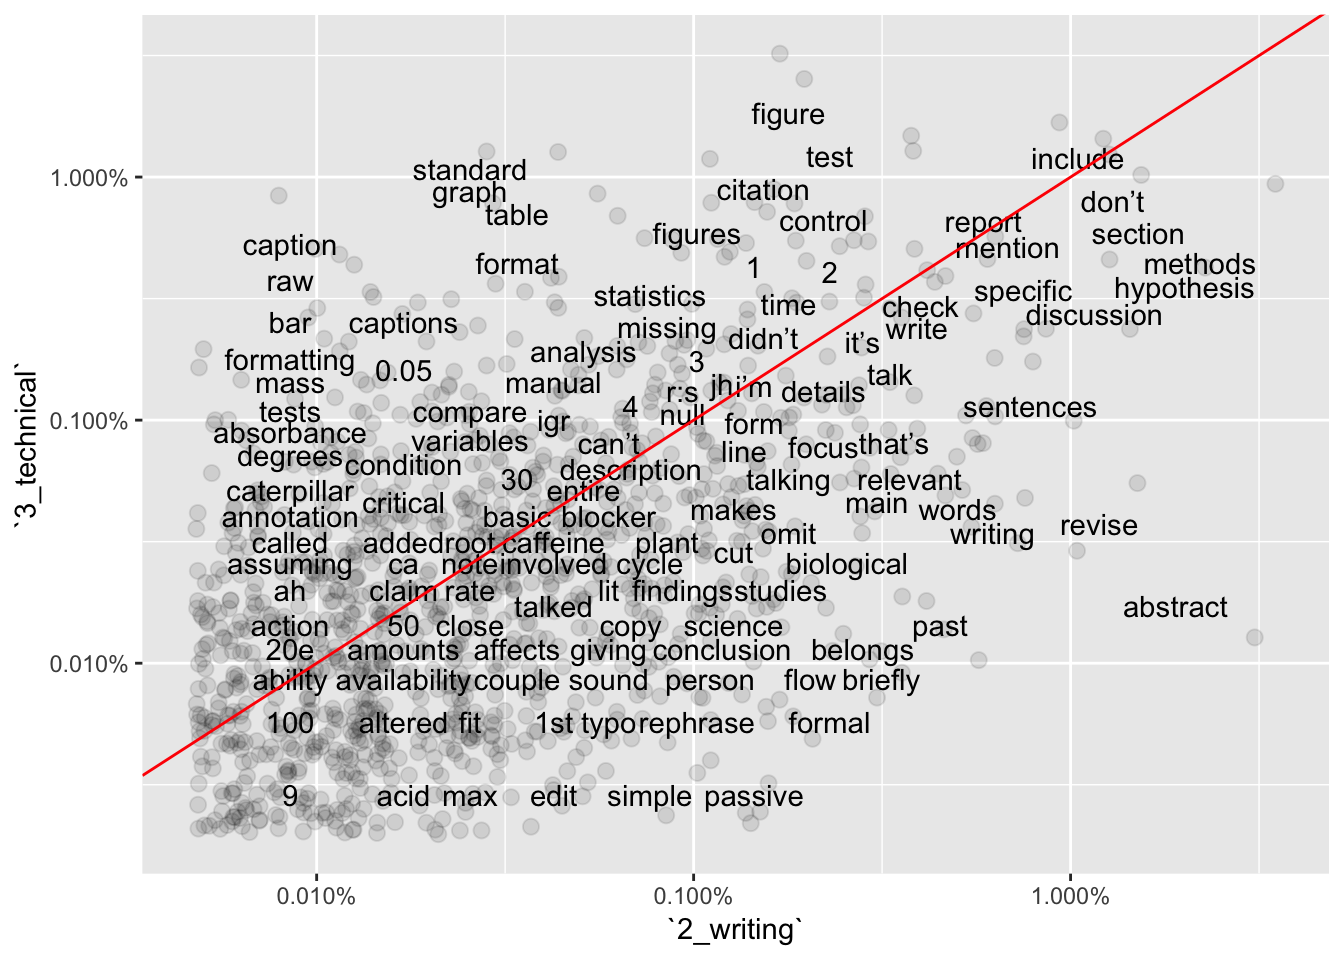 figure
test
include
1.000%
standard
graph
citation
don’t
table
control
report
figures
section
caption
mention
format
1
2
methods
raw
statistics
time
specific
hypothesis
check
discussion
bar
captions
missing
didn’t
write
it’s
formatting
analysis
3
0.05
mass
manual
r:s
jh
i’m
details
talk
tests
compare
4
null
sentences
0.100%
igr
form
absorbance
variables
can’t
line
focus
that’s
degrees
condition
description
30
talking
relevant
caterpillar
critical
entire
makes
main
words
annotation
basic
blocker
revise
called
added
root
caffeine
plant
omit
writing
cut
assuming
ca
note
involved
cycle
biological
ah
claim
rate
lit
findings
studies
talked
abstract
action
50
close
copy
science
past
20e
amounts
affects
giving
conclusion
belongs
0.010%
ability
availability
couple
sound
person
flow
briefly
100
altered
fit
1st
typo
rephrase
formal
9
acid
max
edit
simple
passive
0.010%
0.100%
1.000%
`2_writing`
`3_technical`